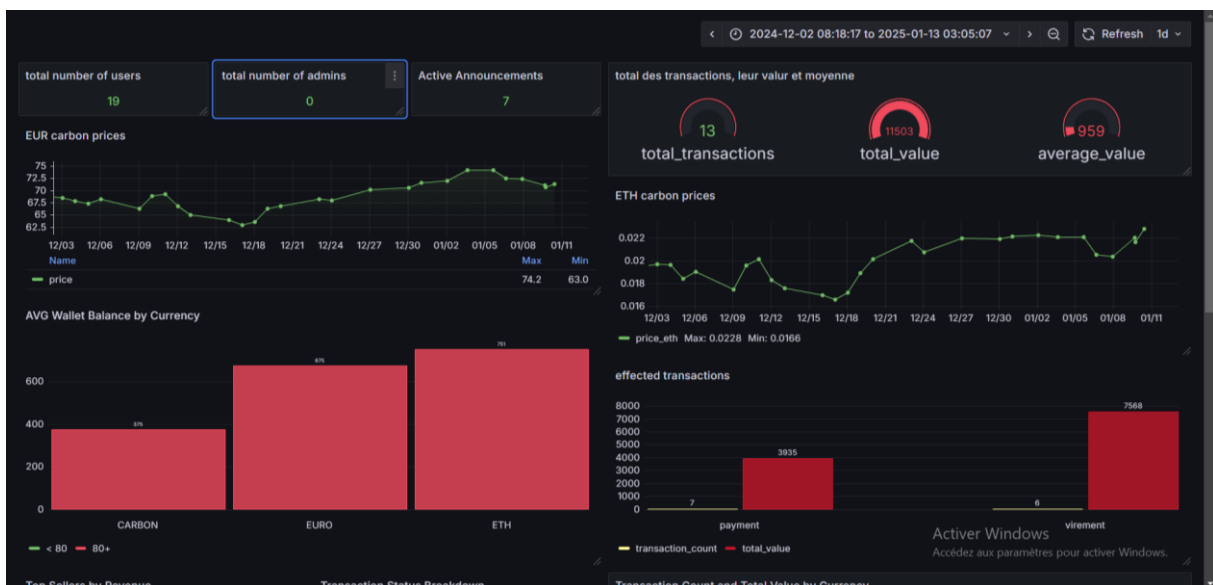 2024-12-02 08:18:17 to 2025-01-13 03:05:07 Refresh 1d
total number of users
19
total number of admins
0
Active Announcements
7
EUR carbon prices
75
72.5
70
67.5
65
62.5
12/03 12/06 12/09 12/12 12/15 12/18 12/21 12/24 12/27 12/30 01/02 01/05 01/08 01/11
Name Max Min
price 74.2 63.0
AVG Wallet Balance by Currency
600
400
200
0
375
675
751
CARBON EURO ETH
< 80 80+
total des transactions, leur valur et moyenne
13
total_transactions
11503
total_value
959
average_value
ETH carbon prices
0.022
0.02
0.018
0.016
12/03 12/06 12/09 12/12 12/15 12/18 12/21 12/24 12/27 12/30 01/02 01/05 01/08 01/11
price_eth Max: 0.0228 Min: 0.0166
effected transactions
8000
7000
6000
5000
4000
3000
2000
1000
0
7
3935
6
7568
payment virement
transaction_count total_value
Activer Windows
Accédez aux paramètres pour activer Windows.
Top Sellers by Revenue
Transaction Status Breakdown
Transaction Count and Total Value by Currency